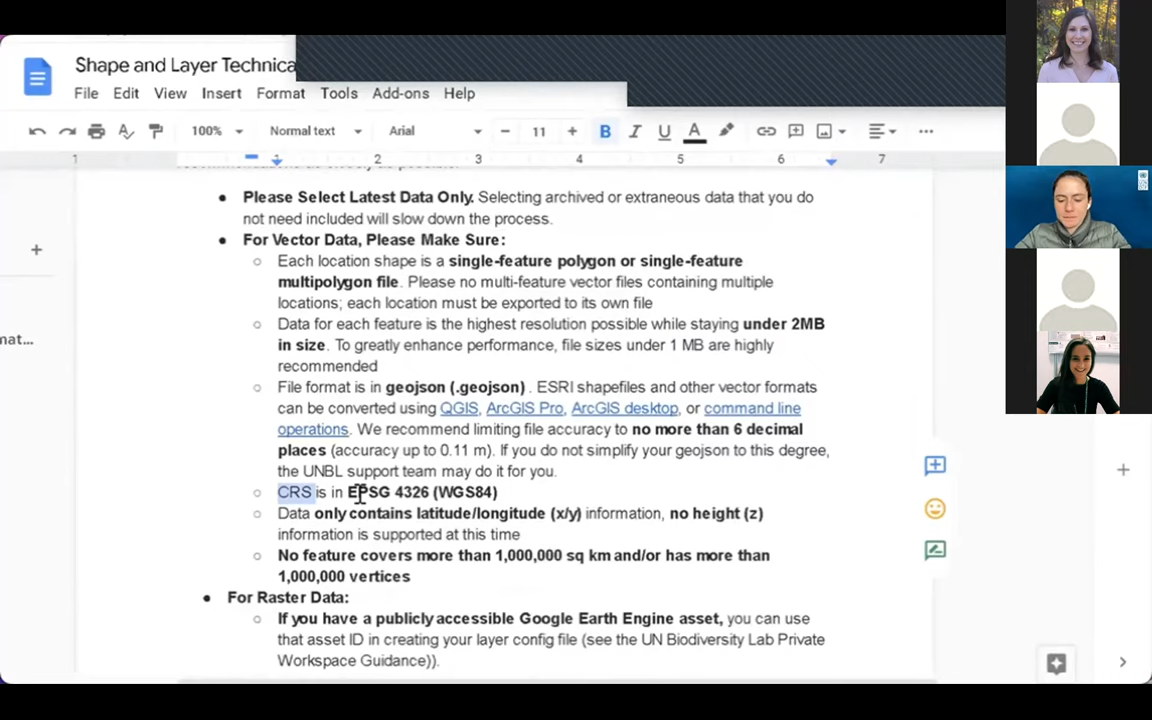 Shape and Layer Technica
File Edit View Insert Format Tools Add-ons Help
100% Normal text Arial 11 B I U A
1 1 2 3 4 5 6 7
● Please Select Latest Data Only. Selecting archived or extraneous data that you do
not need included will slow down the process.
● For Vector Data, Please Make Sure:
○ Each location shape is a single-feature polygon or single-feature
multipolygon file. Please no multi-feature vector files containing multiple
locations; each location must be exported to its own file
○ Data for each feature is the highest resolution possible while staying under 2MB
in size. To greatly enhance performance, file sizes under 1 MB are highly
mat...
recommended
○ File format is in geojson (.geojson) . ESRI shapefiles and other vector formats
can be converted using QGIS, ArcGIS Pro, ArcGIS desktop, or command line
operations. We recommend limiting file accuracy to no more than 6 decimal
places (accuracy up to 0.11 m). If you do not simplify your geojson to this degree,
the UNBL support team may do it for you.
○ CRS is in EPSG 4326 (WGS84)
○ Data only contains latitude/longitude (x/y) information, no height (z)
information is supported at this time
○ No feature covers more than 1,000,000 sq km and/or has more than
1,000,000 vertices
● For Raster Data:
○ If you have a publicly accessible Google Earth Engine asset, you can use
that asset ID in creating your layer config file (see the UN Biodiversity Lab Private
Workspace Guidance)).